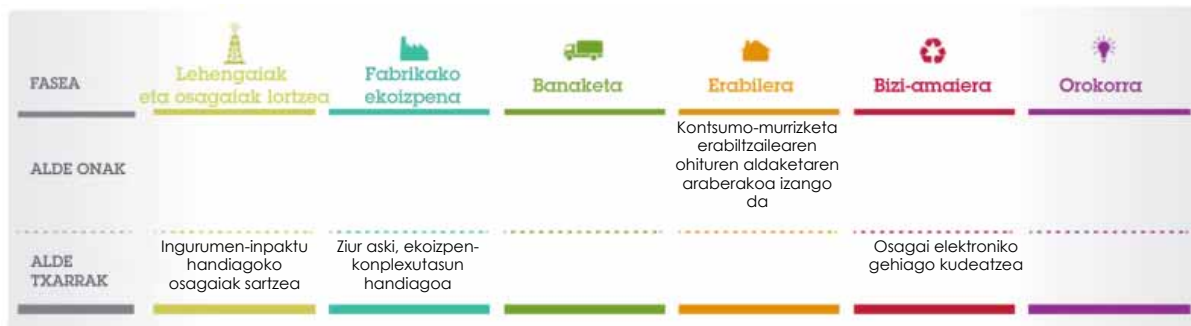 FASEA
Lehengaiak
eta osagaiak lortzea
Fabrikako
ekoizpena
Banaketa
Erabilera
Bizi-amaiera
Orokorra
ALDE ONAK
Kontsumo-murrizketa
erabiltzailearen
ohituren aldaketaren
araberakoa izango
da
ALDE
TXARRAK
Ingurumen-inpaktu
handiagoko
osagaiak sartzea
Ziur aski, ekoizpen-
konplexutasun
handiagoa
Osagai elektroniko
gehiago kudeatzea